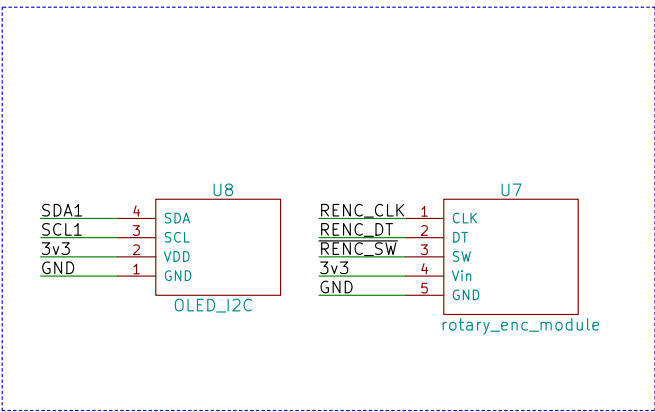 U8
SDA1 4 SDA
SCL1 3 SCL
3v3 2 VDD
GND 1 GND
OLED_I2C
U7
RENC_CLK 1 CLK
RENC_DT 2 DT
RENC_SW 3 SW
3v3 4 Vin
GND 5 GND
rotary_enc_module